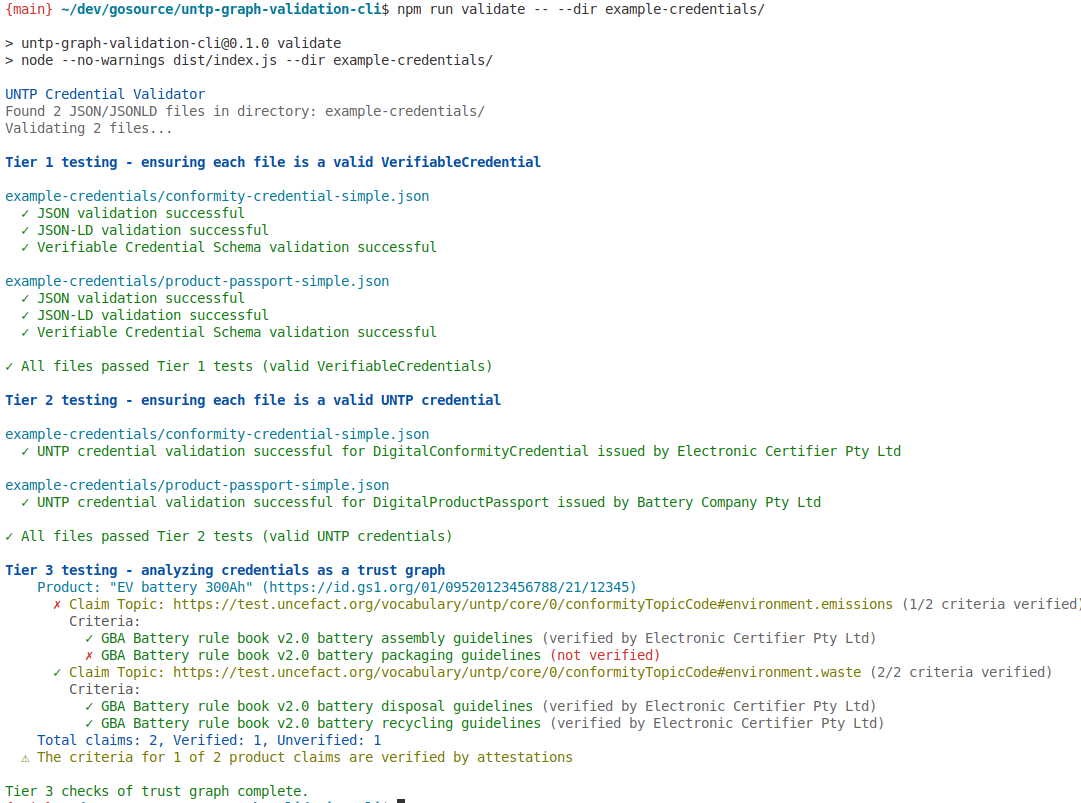 {main} ~/dev/gosource/untp-graph-validation-cli$ npm run validate -- --dir example-credentials/
> untp-graph-validation-cli@0.1.0 validate
> node --no-warnings dist/index.js --dir example-credentials/
UNTP Credential Validator
Found 2 JSON/JSONLD files in directory: example-credentials/
Validating 2 files...
Tier 1 testing - ensuring each file is a valid VerifiableCredential
example-credentials/conformity-credential-simple.json
✓ JSON validation successful
✓ JSON-LD validation successful
✓ Verifiable Credential Schema validation successful
example-credentials/product-passport-simple.json
✓ JSON validation successful
✓ JSON-LD validation successful
✓ Verifiable Credential Schema validation successful
✓ All files passed Tier 1 tests (valid VerifiableCredentials)
Tier 2 testing - ensuring each file is a valid UNTP credential
example-credentials/conformity-credential-simple.json
✓ UNTP credential validation successful for DigitalConformityCredential issued by Electronic Certifier Pty Ltd
example-credentials/product-passport-simple.json
✓ UNTP credential validation successful for DigitalProductPassport issued by Battery Company Pty Ltd
✓ All files passed Tier 2 tests (valid UNTP credentials)
Tier 3 testing - analyzing credentials as a trust graph
Product: "EV battery 300Ah" (https://id.gs1.org/01/09520123456788/21/12345)
✗ Claim Topic: https://test.uncefact.org/vocabulary/untp/core/0/conformityTopicCode#environment.emissions (1/2 criteria verified)
Criteria:
✓ GBA Battery rule book v2.0 battery assembly guidelines (verified by Electronic Certifier Pty Ltd)
✗ GBA Battery rule book v2.0 battery packaging guidelines (not verified)
✓ Claim Topic: https://test.uncefact.org/vocabulary/untp/core/0/conformityTopicCode#environment.waste (2/2 criteria verified)
Criteria:
✓ GBA Battery rule book v2.0 battery disposal guidelines (verified by Electronic Certifier Pty Ltd)
✓ GBA Battery rule book v2.0 battery recycling guidelines (verified by Electronic Certifier Pty Ltd)
Total claims: 2, Verified: 1, Unverified: 1
⚠ The criteria for 1 of 2 product claims are verified by attestations
Tier 3 checks of trust graph complete.